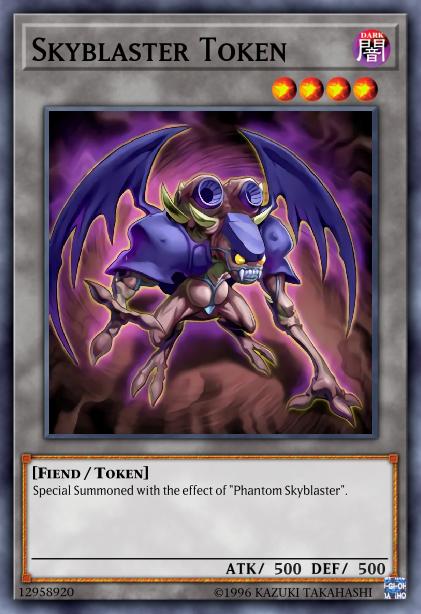 Skyblaster Token
DARK
闇
[Fiend / Token]
Special Summoned with the effect of "Phantom Skyblaster".
ATK/ 500 DEF/ 500
12958920
©1996 KAZUKI TAKAHASHI